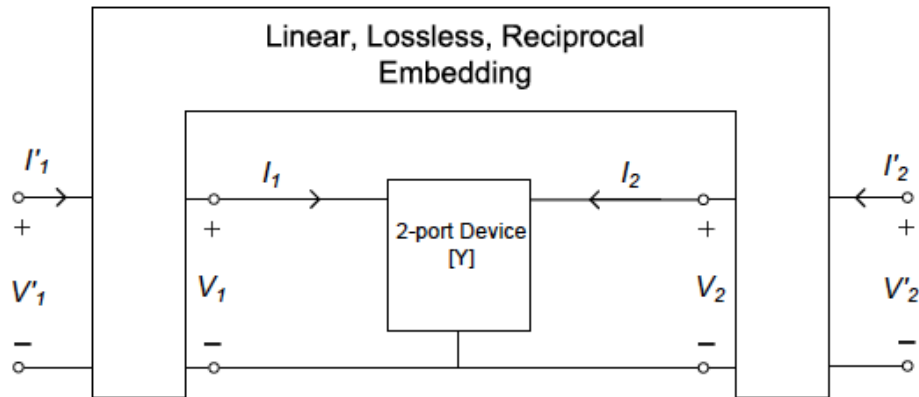 Linear, Lossless, Reciprocal
Embedding
I'1
I1
I2
I'2
+
+
2-port Device
[Y]
+
+
V'1
V1
V2
V'2
−
−
−
−